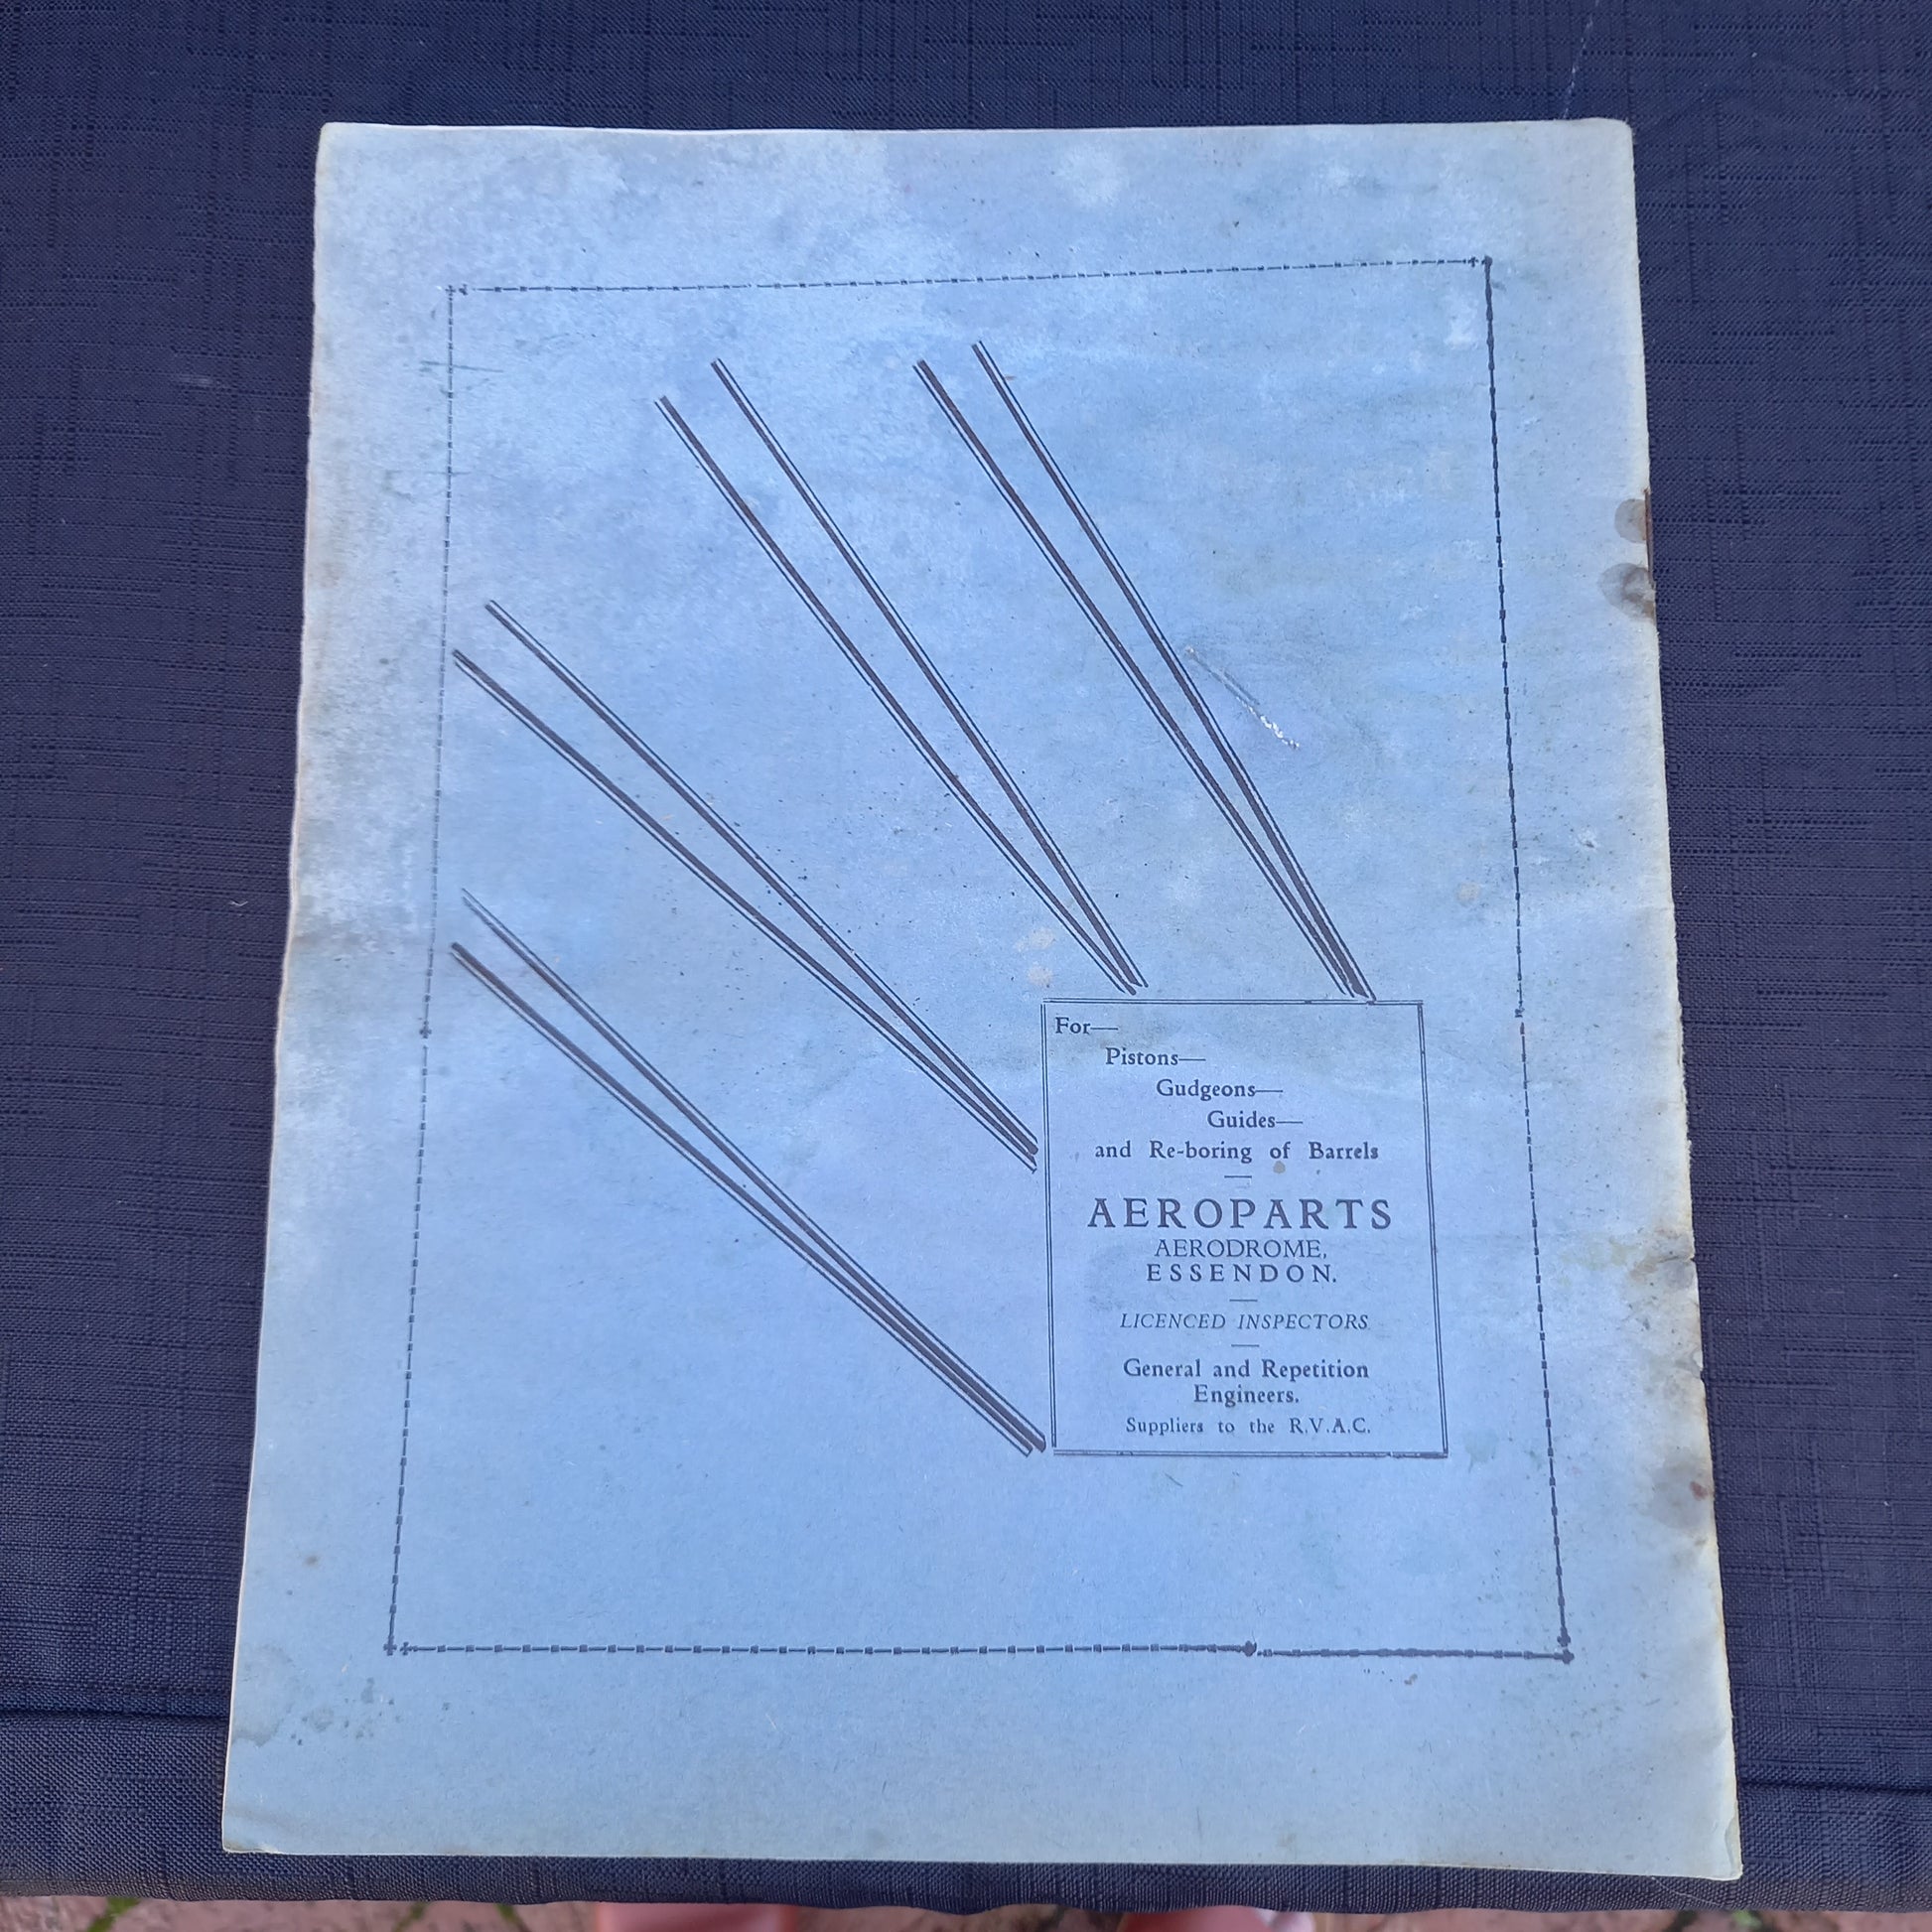 For—
Pistons—
Gudgeons—
Guides—
and Re-boring of Barrels
AEROPARTS
AERODROME,
ESSENDON.
LICENCED INSPECTORS
General and Repetition
Engineers.
Suppliers to the R.V.A.C.